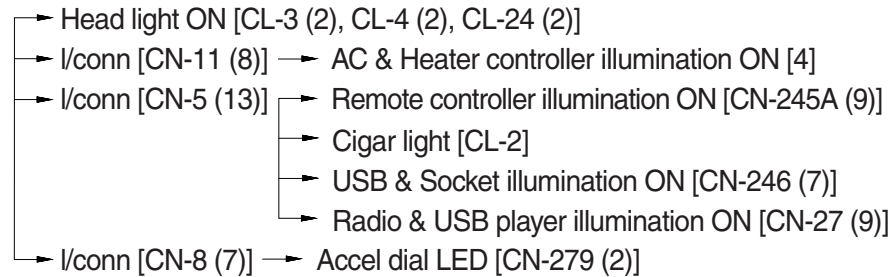 Head light ON [CL-3 (2), CL-4 (2), CL-24 (2)]
I/conn [CN-11 (8)] → AC & Heater controller illumination ON [4]
I/conn [CN-5 (13)] → Remote controller illumination ON [CN-245A (9)]
Cigar light [CL-2]
USB & Socket illumination ON [CN-246 (7)]
Radio & USB player illumination ON [CN-27 (9)]
I/conn [CN-8 (7)] → Accel dial LED [CN-279 (2)]